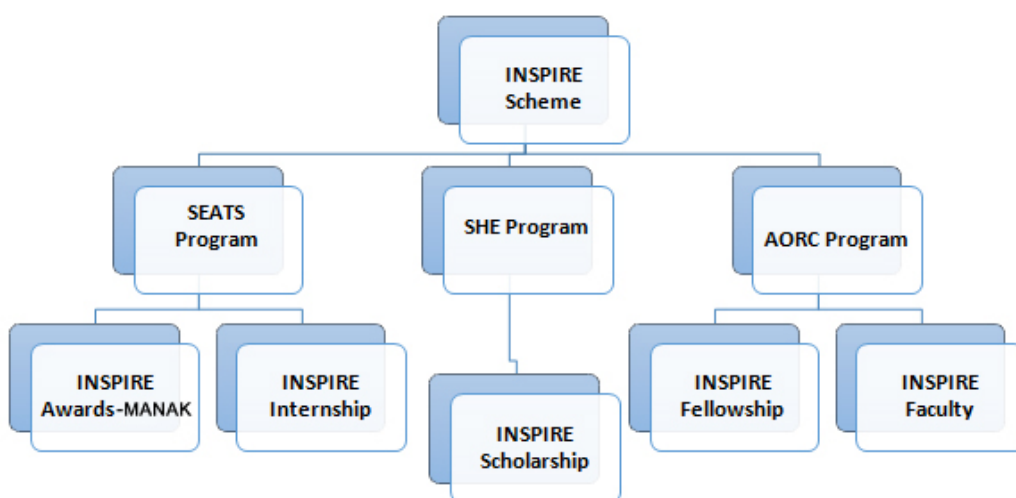 INSPIRE
Scheme
SEATS
Program
SHE Program
AORC Program
INSPIRE
Awards-MANAK
INSPIRE
Internship
INSPIRE
Scholarship
INSPIRE
Fellowship
INSPIRE
Faculty